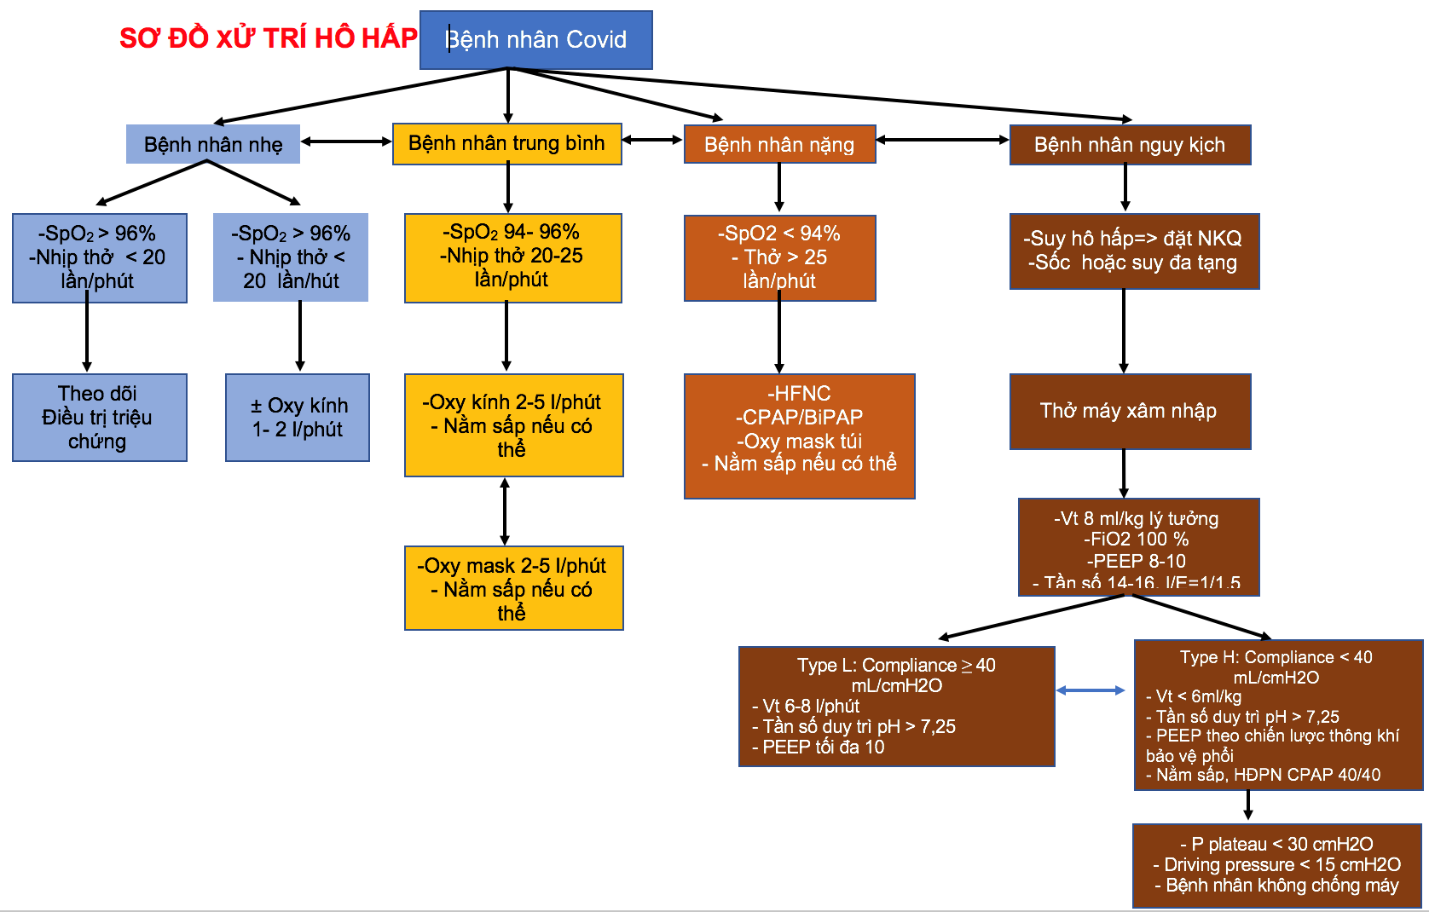 SƠ ĐỒ XỬ TRÍ HÔ HẤP
Bệnh nhân Covid
Bệnh nhân nhẹ
Bệnh nhân trung bình
Bệnh nhân nặng
Bệnh nhân nguy kịch
-SpO₂ > 96%
-Nhịp thở < 20
lần/phút
-SpO₂ > 96%
- Nhịp thở <
20 lần/hút
-SpO₂ 94- 96%
-Nhịp thở 20-25
lần/phút
-SpO2 < 94%
- Thở > 25
lần/phút
-Suy hô hấp=> đặt NKQ
-Sốc hoặc suy đa tạng
Theo dõi
Điều trị triệu
chứng
± Oxy kính
1- 2 l/phút
-Oxy kính 2-5 l/phút
- Nằm sấp nếu có
thể
-HFNC
-CPAP/BiPAP
-Oxy mask túi
- Nằm sấp nếu có thể
Thở máy xâm nhập
-Oxy mask 2-5 l/phút
- Nằm sấp nếu có
thể
-Vt 8 ml/kg lý tưởng
-FiO2 100 %
-PEEP 8-10
- Tần số 14-16, I/E=1/1.5
Type L: Compliance ≥ 40
mL/cmH2O
- Vt 6-8 l/phút
- Tần số duy trì pH > 7,25
- PEEP tối đa 10
Type H: Compliance < 40
mL/cmH2O
- Vt < 6ml/kg
- Tần số duy trì pH > 7,25
- PEEP theo chiến lược thông khí
bảo vệ phổi
- Nằm sấp, HĐPN CPAP 40/40
- P plateau < 30 cmH2O
- Driving pressure < 15 cmH2O
- Bệnh nhân không chống máy